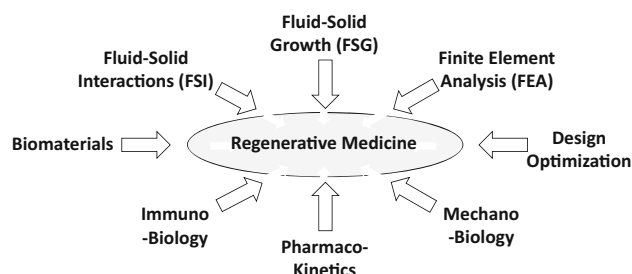 Fluid-Solid
Growth (FSG)
Fluid-Solid
Interactions (FSI)
Finite Element
Analysis (FEA)
Biomaterials
Regenerative Medicine
Design
Optimization
Immuno
-Biology
Mechano
-Biology
Pharmaco-
Kinetics